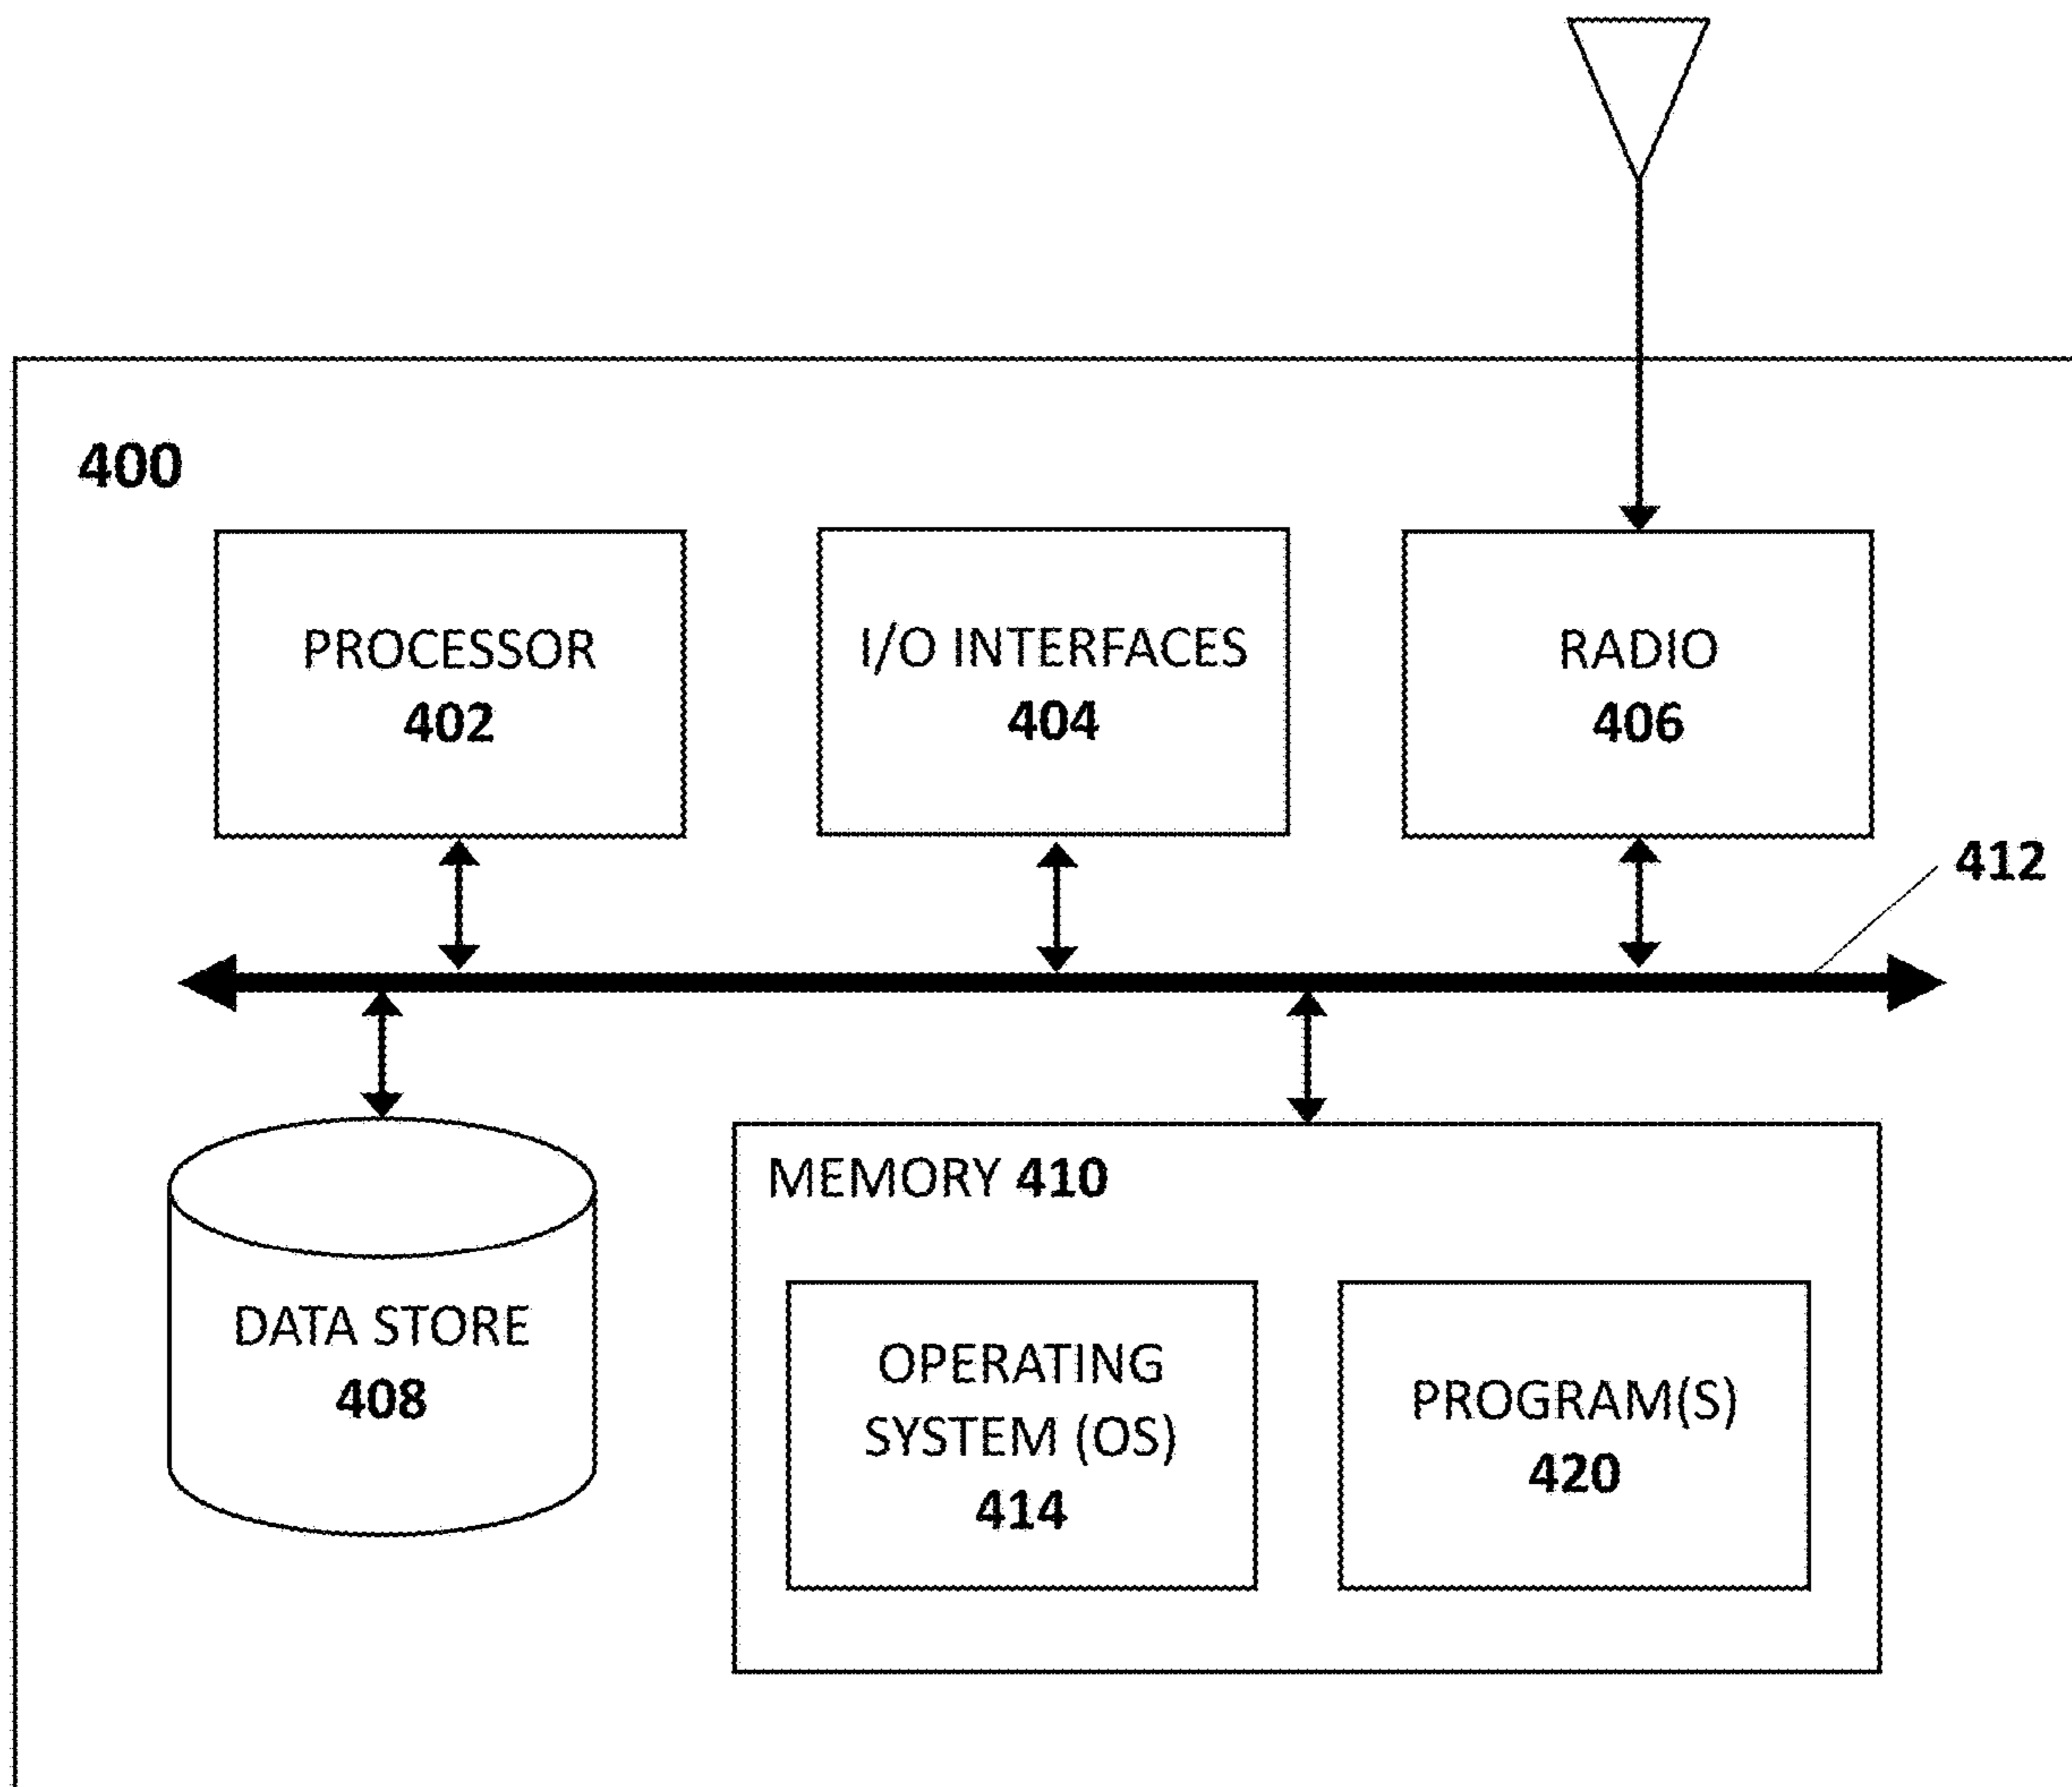 400
PROCESSOR
402
I/O INTERFACES
404
RADIO
406
412
DATA STORE
408
MEMORY 410
OPERATING
SYSTEM (OS)
414
PROGRAM(S)
420